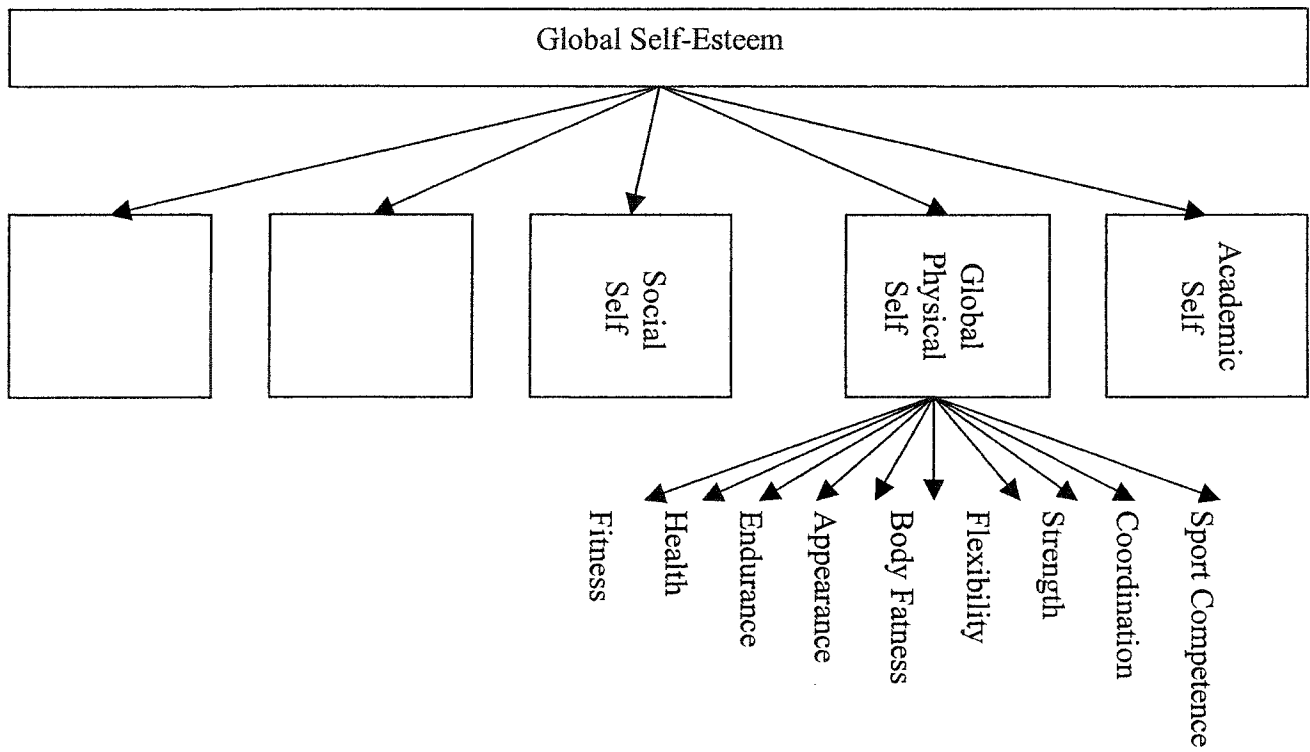 Global Self-Esteem
Social
Self
Global
Physical
Self
Academic
Self
Fitness
Health
Endurance
Appearance
Body Fatness
Flexibility
Strength
Coordination
Sport Competence